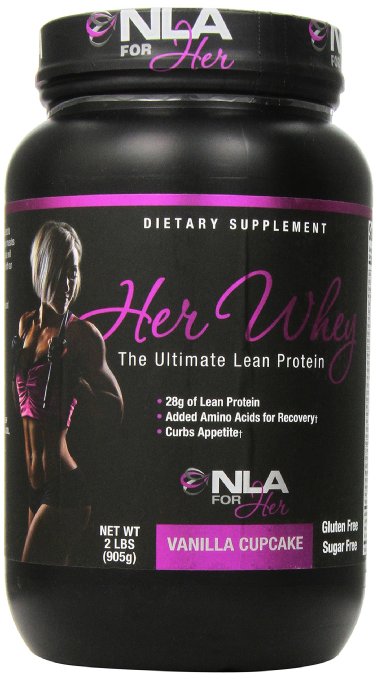 NLA
FOR
Her
DIETARY SUPPLEMENT
Her Whey
The Ultimate Lean Protein
• 28g of Lean Protein
• Added Amino Acids for Recovery†
• Curbs Appetite†
NLA
FOR
Her
NET WT
2 LBS
(905g)
VANILLA CUPCAKE
Gluten Free
Sugar Free